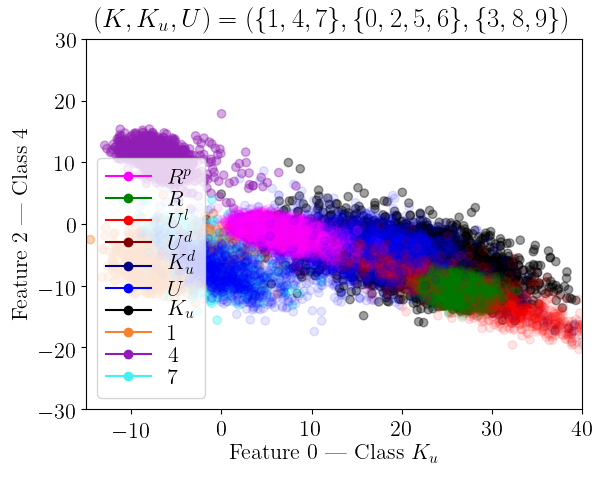 (K, K_u, U) = ({1, 4, 7}, {0, 2, 5, 6}, {3, 8, 9})
30
20
10
0
−10
−20
−30
Feature 2 — Class 4
R^p
R
U^l
U^d
K_u^d
U
K_u
1
4
7
−10
0
10
20
30
40
Feature 0 — Class K_u